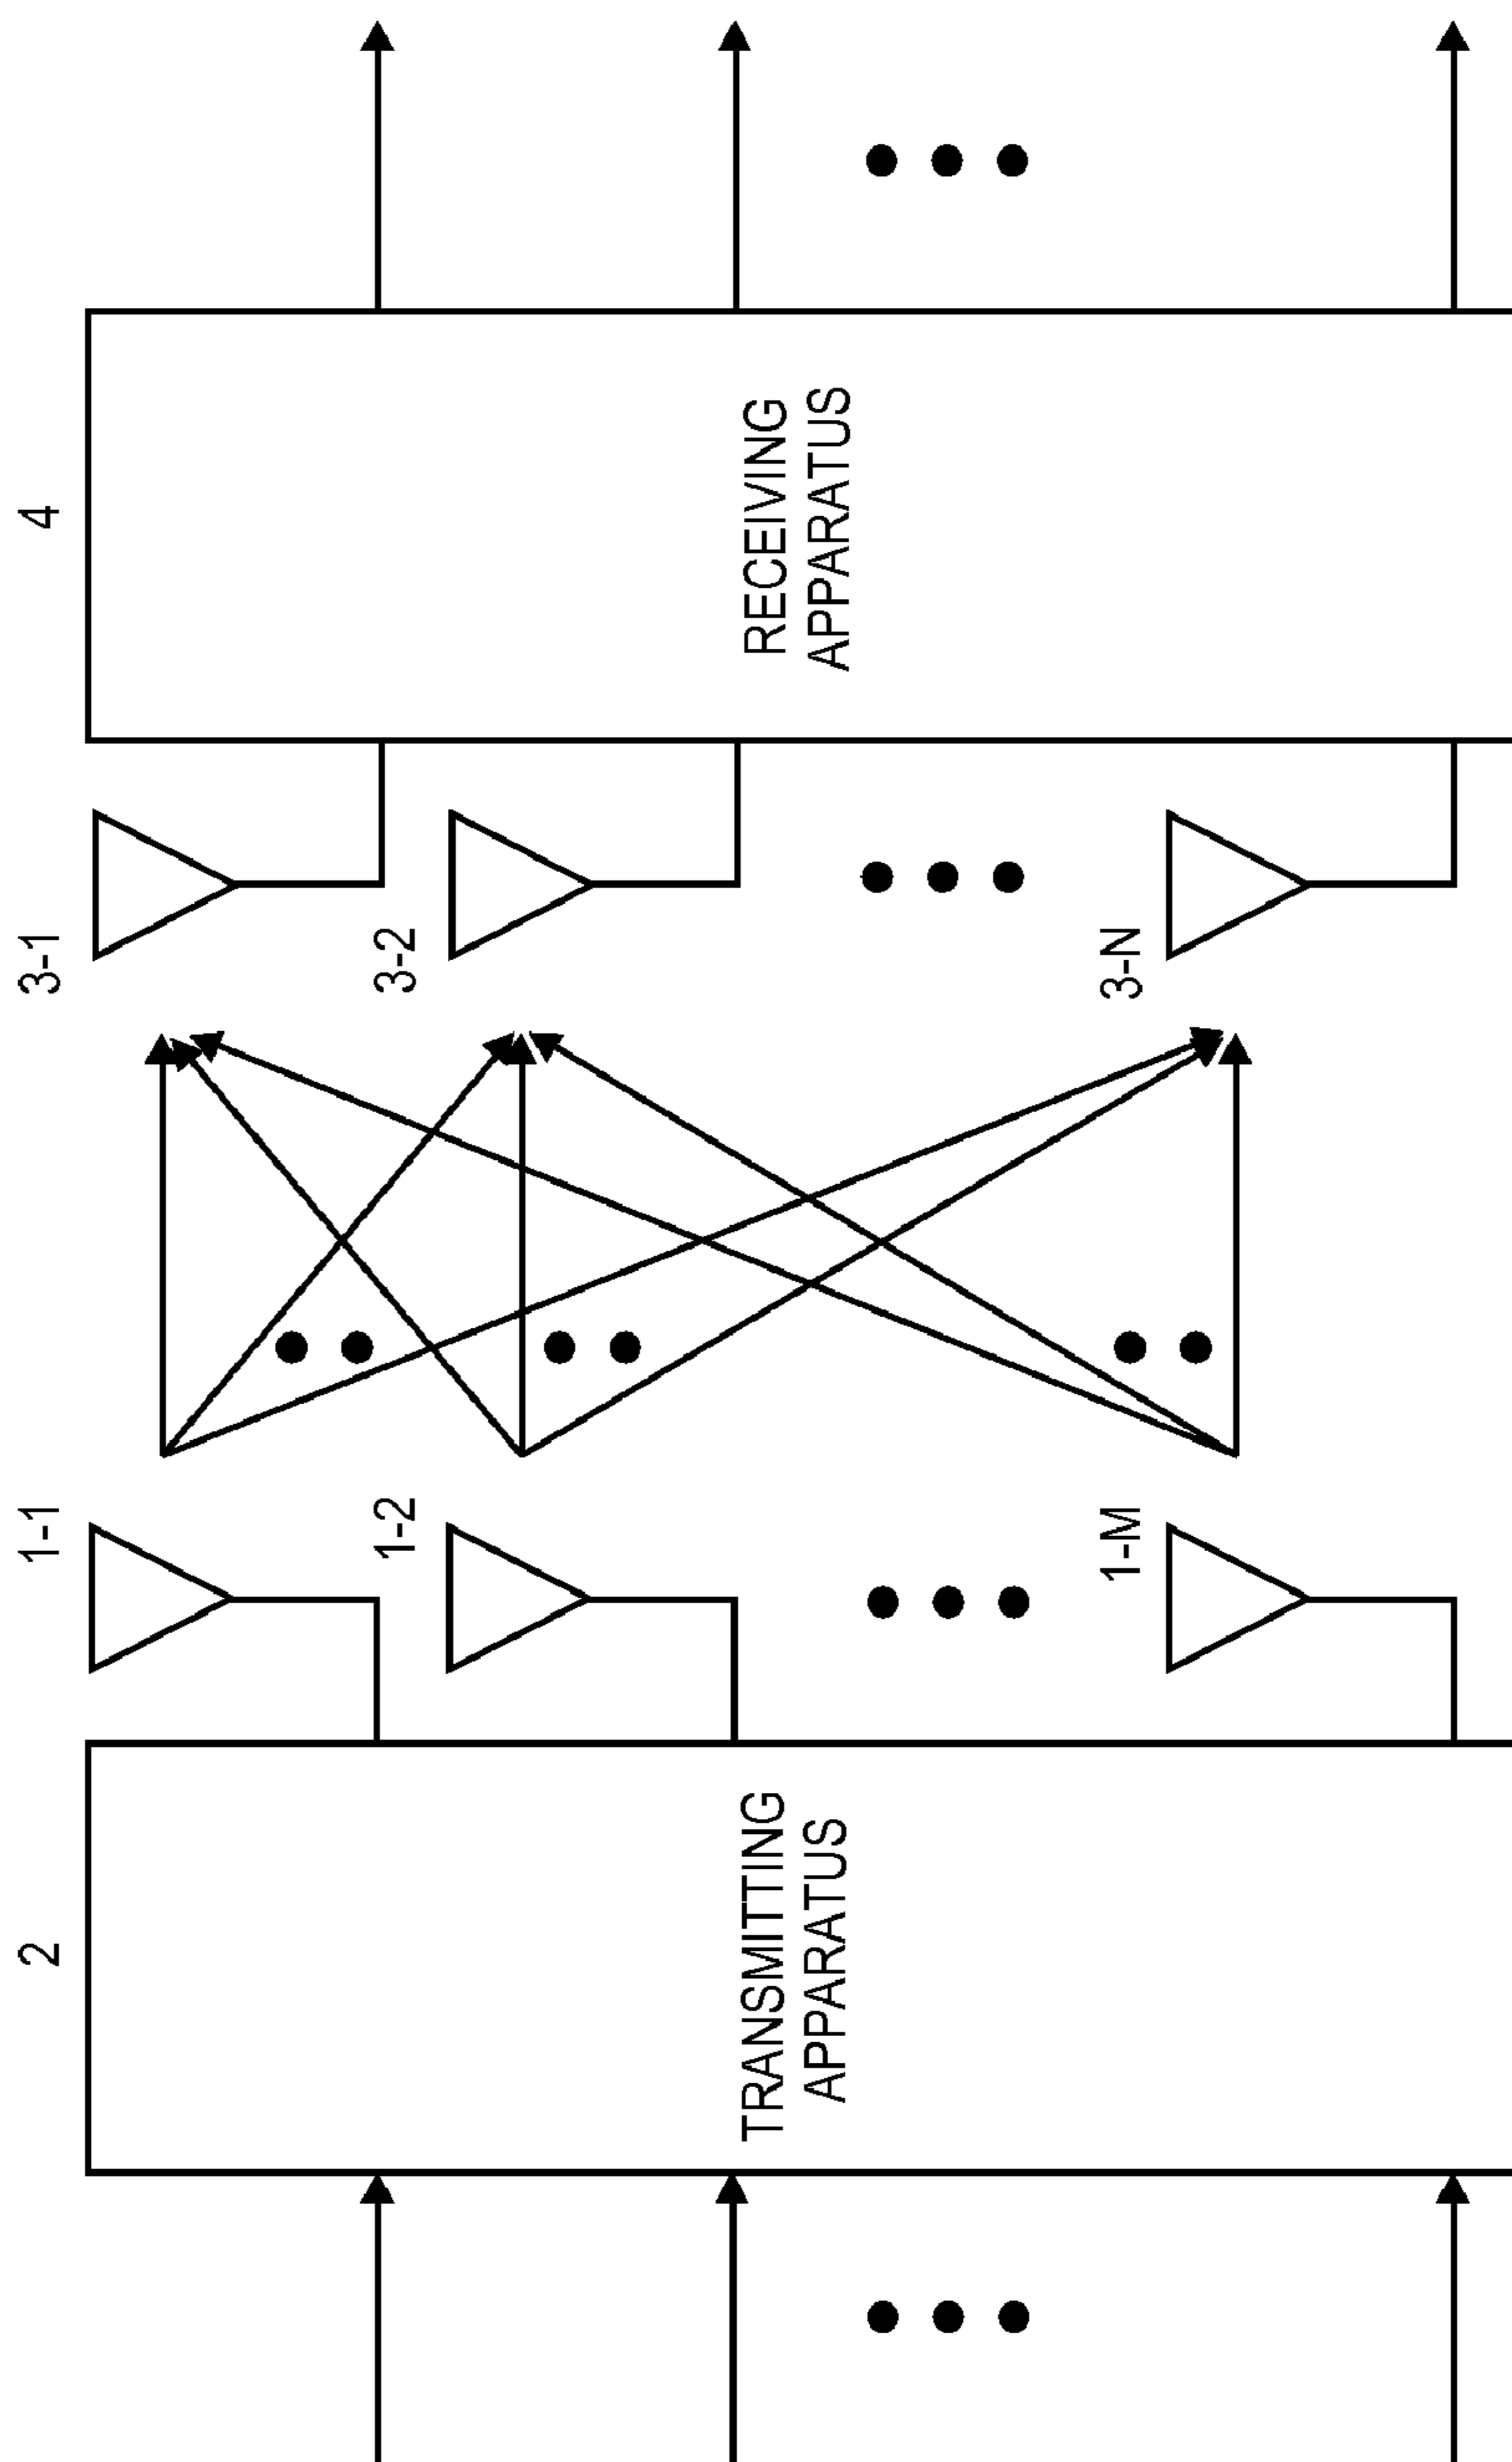 2
TRANSMITTING
APPARATUS
1-1
1-2
1-M
3-1
3-2
3-N
4
RECEIVING
APPARATUS